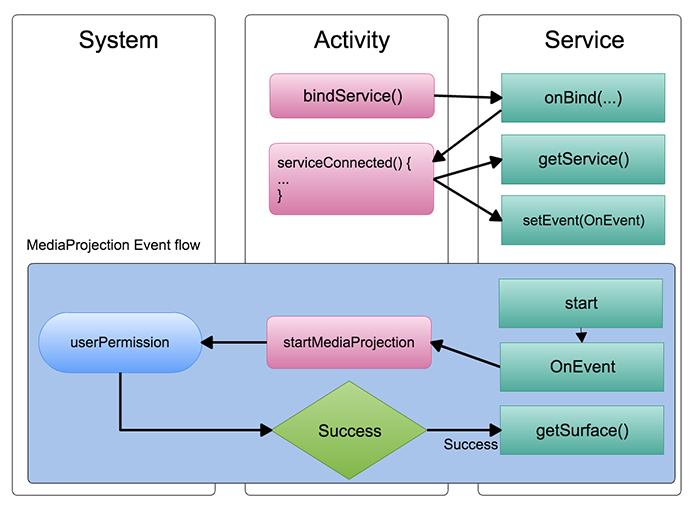 System
Activity
Service
bindService()
onBind(...)
serviceConnected() {
...
}
getService()
setEvent(OnEvent)
MediaProjection Event flow
start
userPermission
startMediaProjection
OnEvent
Success
Success
getSurface()